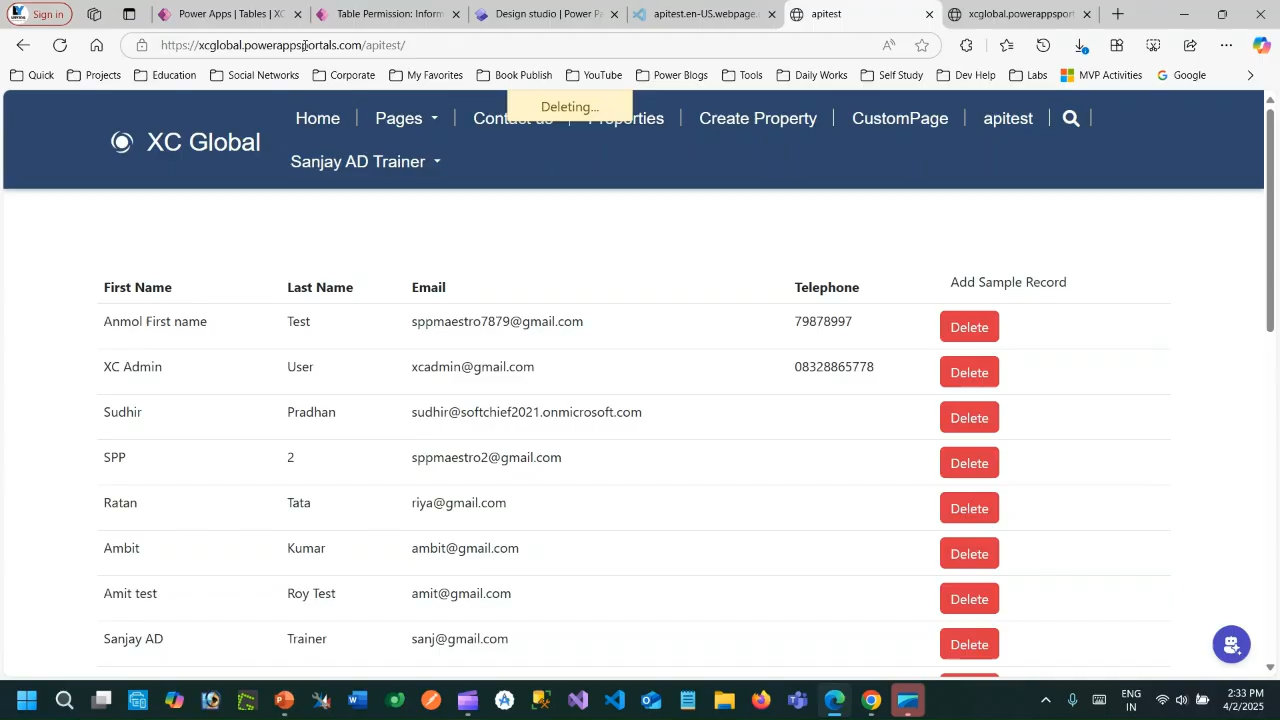 Sign in
Power Apps | Tables | XC
Table Permission: Inform
Design studio | Power Pa
apitest.en-US.webpage.c
apitest
xcglobal.powerappsport
https://xcglobal.powerappsportals.com/apitest/
Quick Projects Education Social Networks Corporate My Favorites Book Publish YouTube Power Blogs Tools Daily Works Self Study Dev Help Labs MVP Activities Google
Deleting...
XC Global
Home Pages Contact us Properties Create Property CustomPage apitest
Sanjay AD Trainer
First Name Last Name Email Telephone Add Sample Record
Anmol First name Test sppmaestro7879@gmail.com 79878997 Delete
XC Admin User xcadmin@gmail.com 08328865778 Delete
Sudhir Pradhan sudhir@softchief2021.onmicrosoft.com Delete
SPP 2 sppmaestro2@gmail.com Delete
Ratan Tata riya@gmail.com Delete
Ambit Kumar ambit@gmail.com Delete
Amit test Roy Test amit@gmail.com Delete
Sanjay AD Trainer sanj@gmail.com Delete
ENG
IN
2:33 PM
4/2/2025